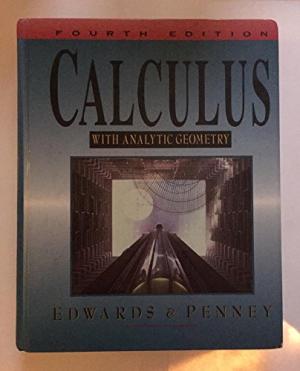 FOURTH EDITION
CALCULUS
WITH ANALYTIC GEOMETRY
EDWARDS & PENNEY